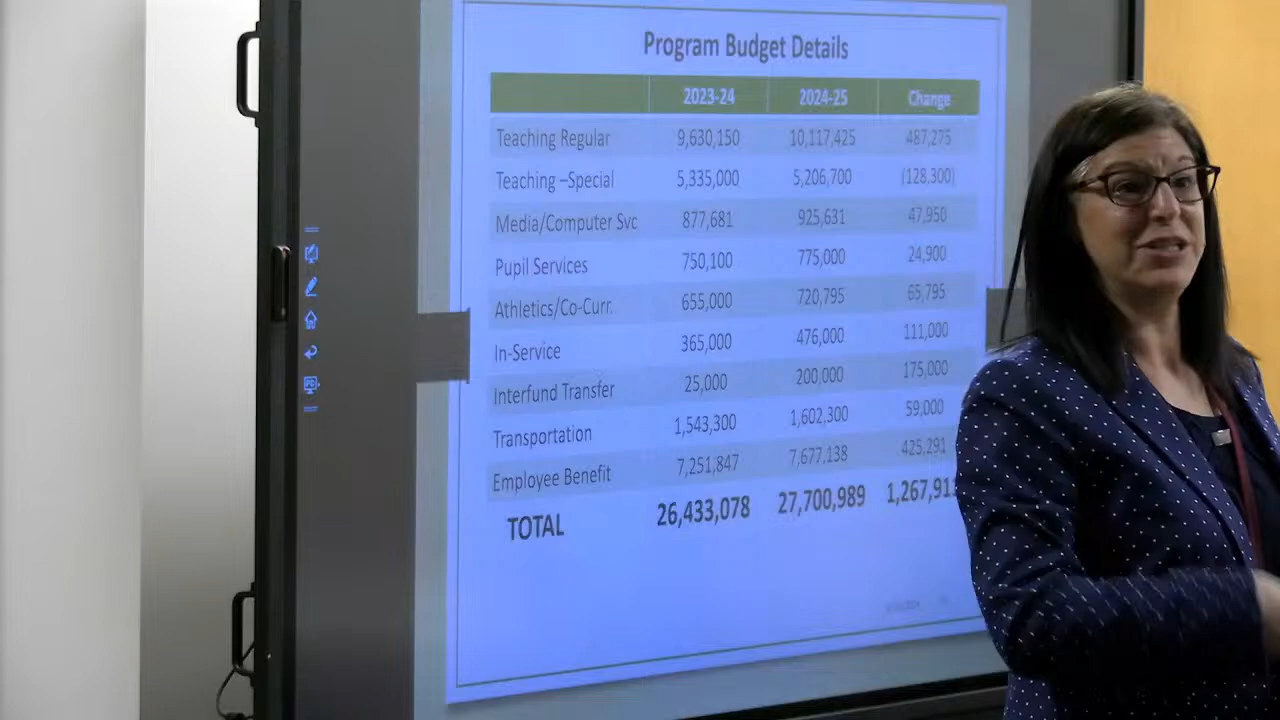 Program Budget Details
2023-24 2024-25 Change
Teaching Regular 9,630,150 10,117,425 487,275
Teaching –Special 5,335,000 5,206,700 (128,300)
Media/Computer Svc 877,681 925,631 47,950
Pupil Services 750,100 775,000 24,900
Athletics/Co-Curr. 655,000 720,795 65,795
In-Service 365,000 476,000 111,000
Interfund Transfer 25,000 200,000 175,000
Transportation 1,543,300 1,602,300 59,000
Employee Benefit 7,251,847 7,677,138 425,291
TOTAL 26,433,078 27,700,989